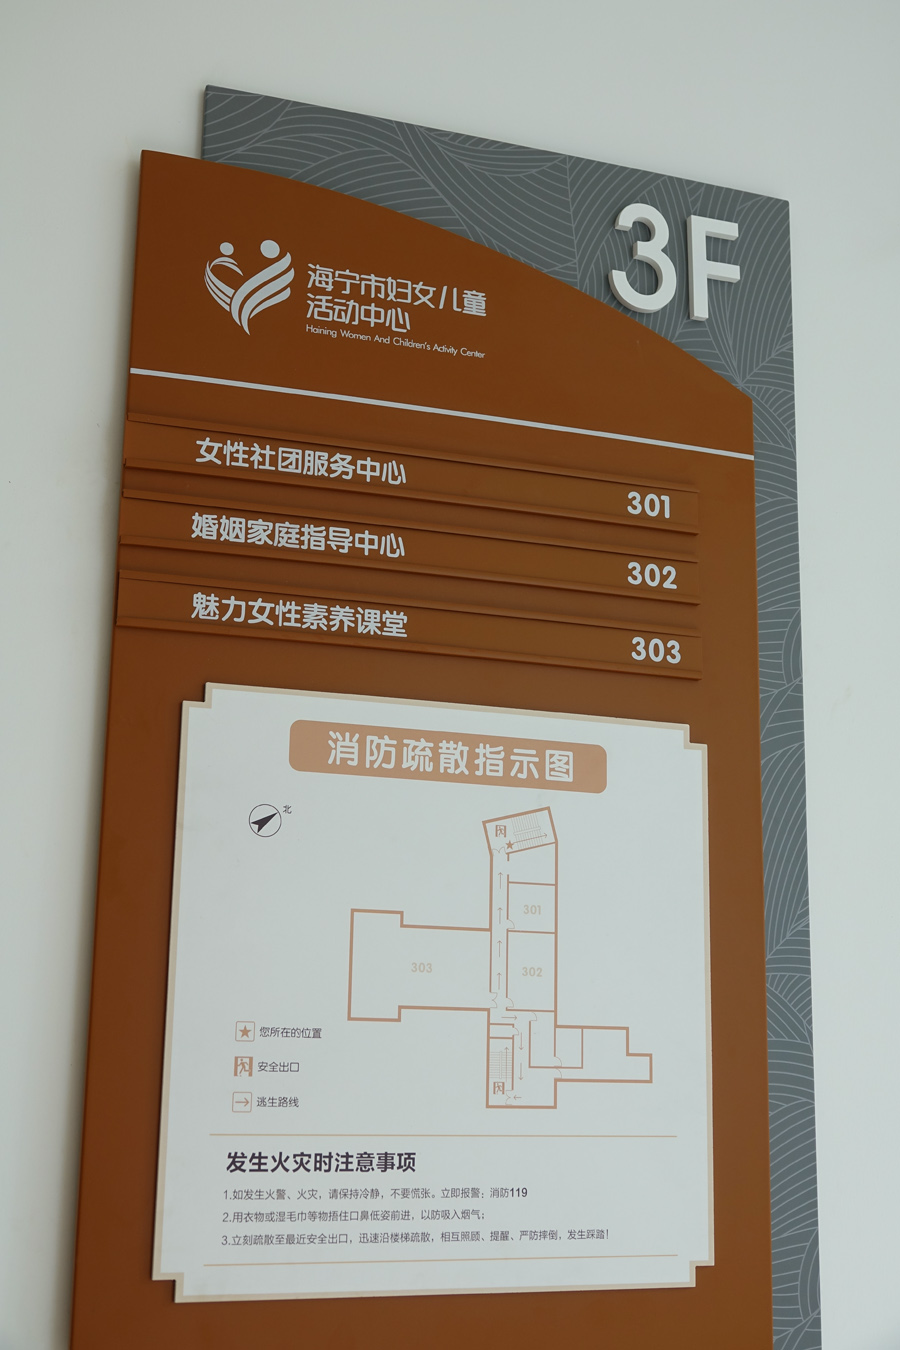 3F
海宁市妇女儿童
活动中心
Haining Women And Children's Activity Center
女性社团服务中心
301
婚姻家庭指导中心
302
魅力女性素养课堂
303
消防疏散指示图
北
301
303
302
您所在的位置
安全出口
逃生路线
发生火灾时注意事项
1.如发生火警、火灾，请保持冷静，不要慌张。立即报警；消防119
2.用衣物或湿毛巾等物捂住口鼻低姿前进，以防吸入烟气；
3.立刻疏散至最近安全出口，迅速沿楼梯疏散，相互照顾、提醒、严防摔倒，发生踩踏！